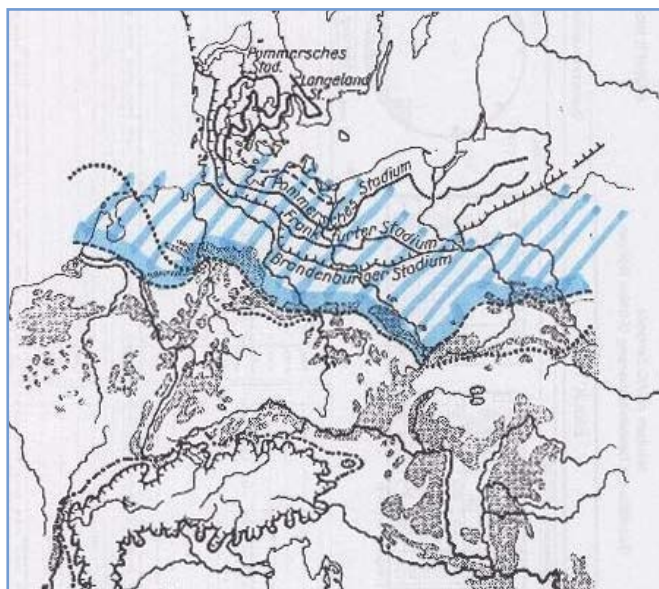 Pommersches
Stad.
Langeland
St.
Pommersches Stadium
Frankfurter Stadium
Brandenburger Stadium